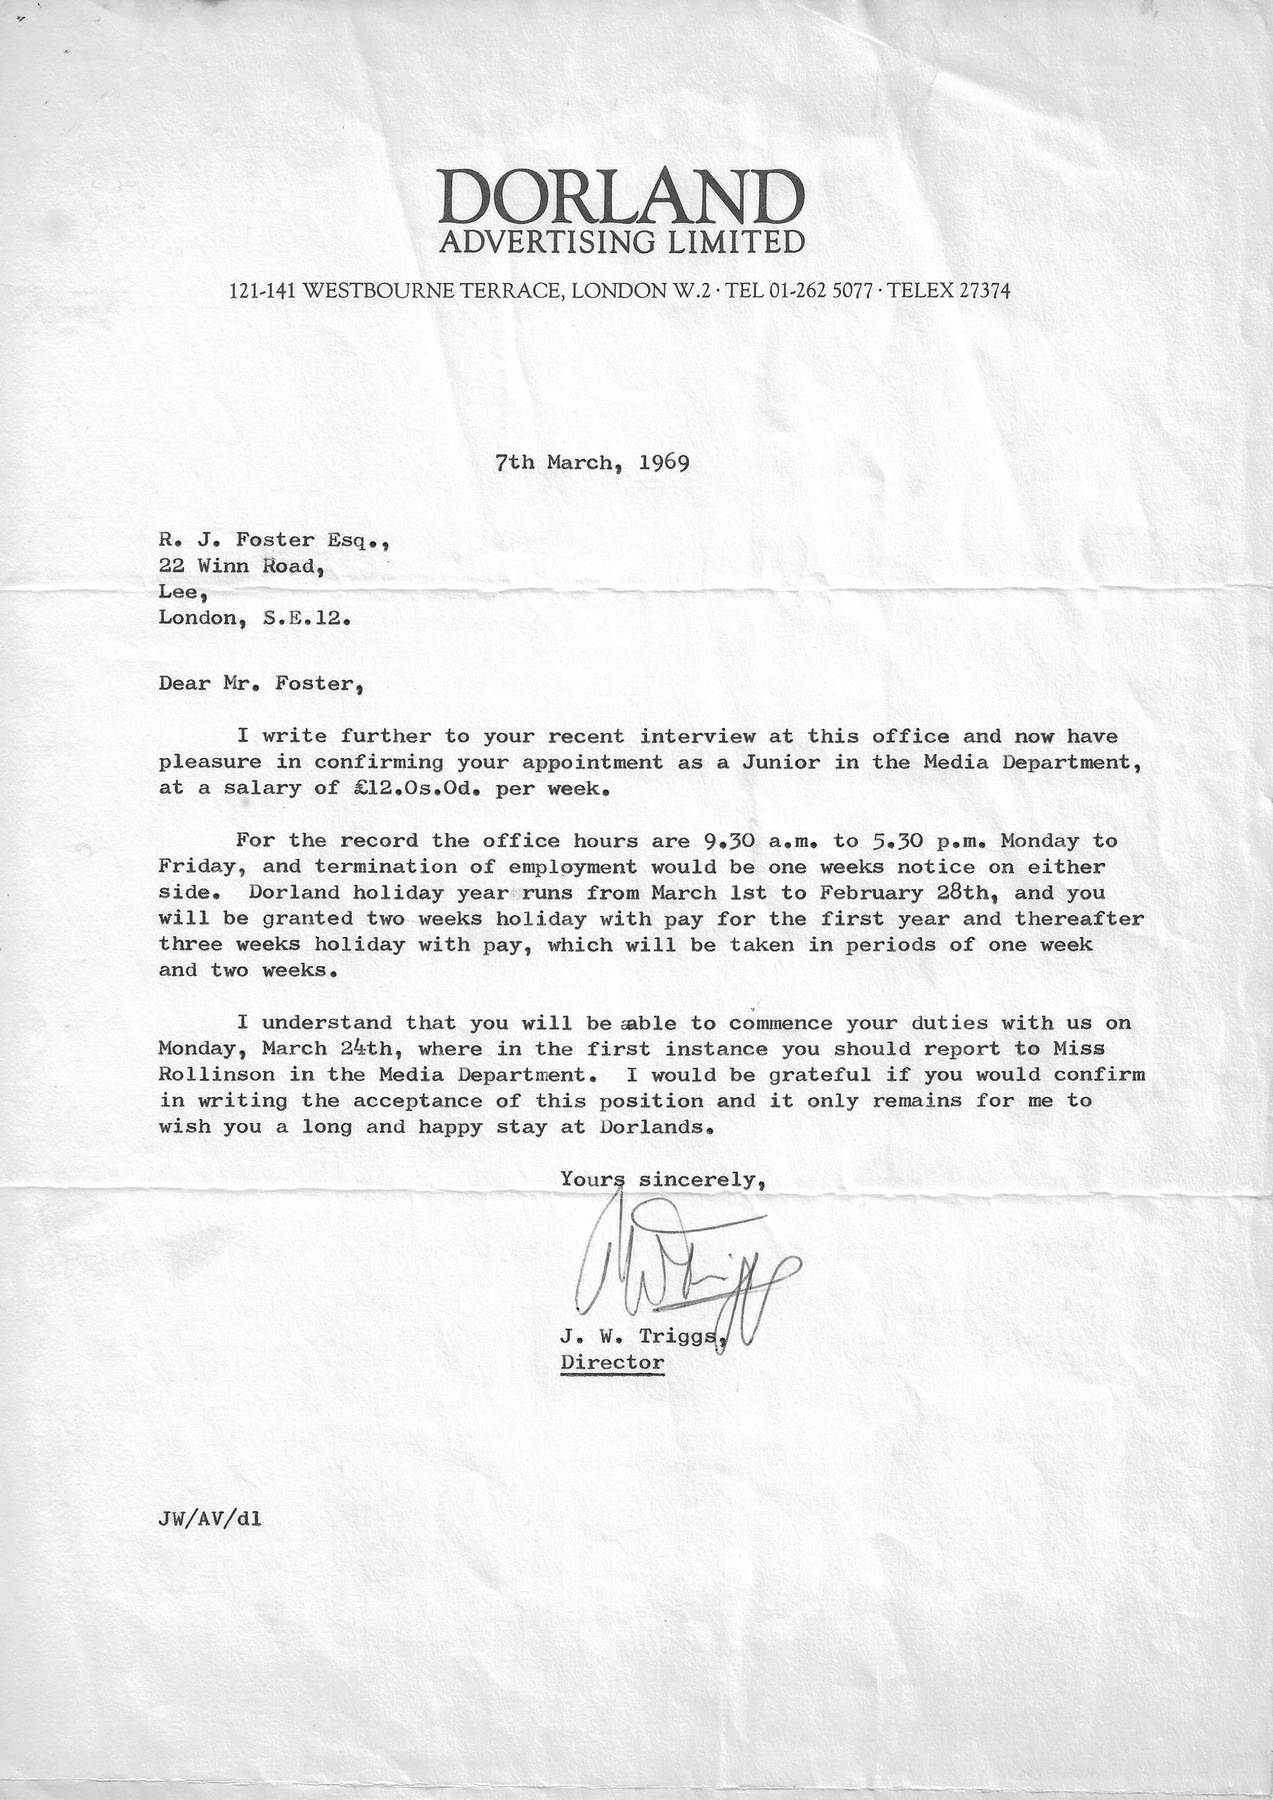 DORLAND
ADVERTISING LIMITED
121-141 WESTBOURNE TERRACE, LONDON W.2 · TEL 01-262 5077 · TELEX 27374
7th March, 1969
R. J. Foster Esq.,
22 Winn Road,
Lee,
London, S.E.12.
Dear Mr. Foster,
I write further to your recent interview at this office and now have
pleasure in confirming your appointment as a Junior in the Media Department,
at a salary of £12.0s.0d. per week.
For the record the office hours are 9.30 a.m. to 5.30 p.m. Monday to
Friday, and termination of employment would be one weeks notice on either
side. Dorland holiday year runs from March 1st to February 28th, and you
will be granted two weeks holiday with pay for the first year and thereafter
three weeks holiday with pay, which will be taken in periods of one week
and two weeks.
I understand that you will be able to commence your duties with us on
Monday, March 24th, where in the first instance you should report to Miss
Rollinson in the Media Department. I would be grateful if you would confirm
in writing the acceptance of this position and it only remains for me to
wish you a long and happy stay at Dorlands.
Yours sincerely,
JW Triggs
J. W. Triggs,
Director
JW/AV/dl